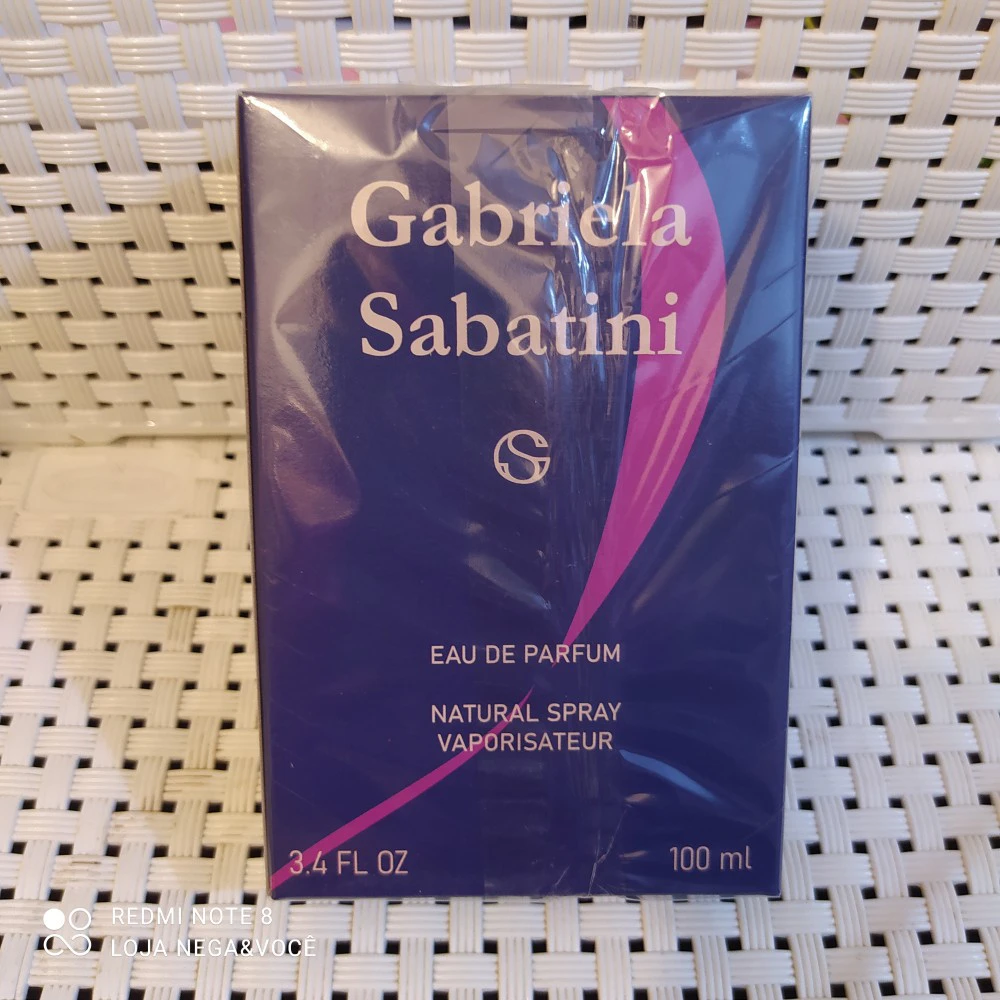 Gabriela
Sabatini
S
EAU DE PARFUM
NATURAL SPRAY
VAPORISATEUR
3.4 FL OZ
100 ml
REDMI NOTE 8
LOJA NEGA&VOCÊ